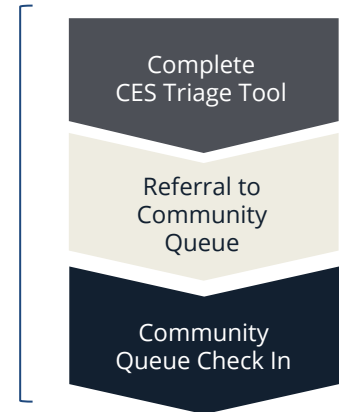 Complete
CES Triage Tool
Referral to
Community
Queue
Community
Queue Check In